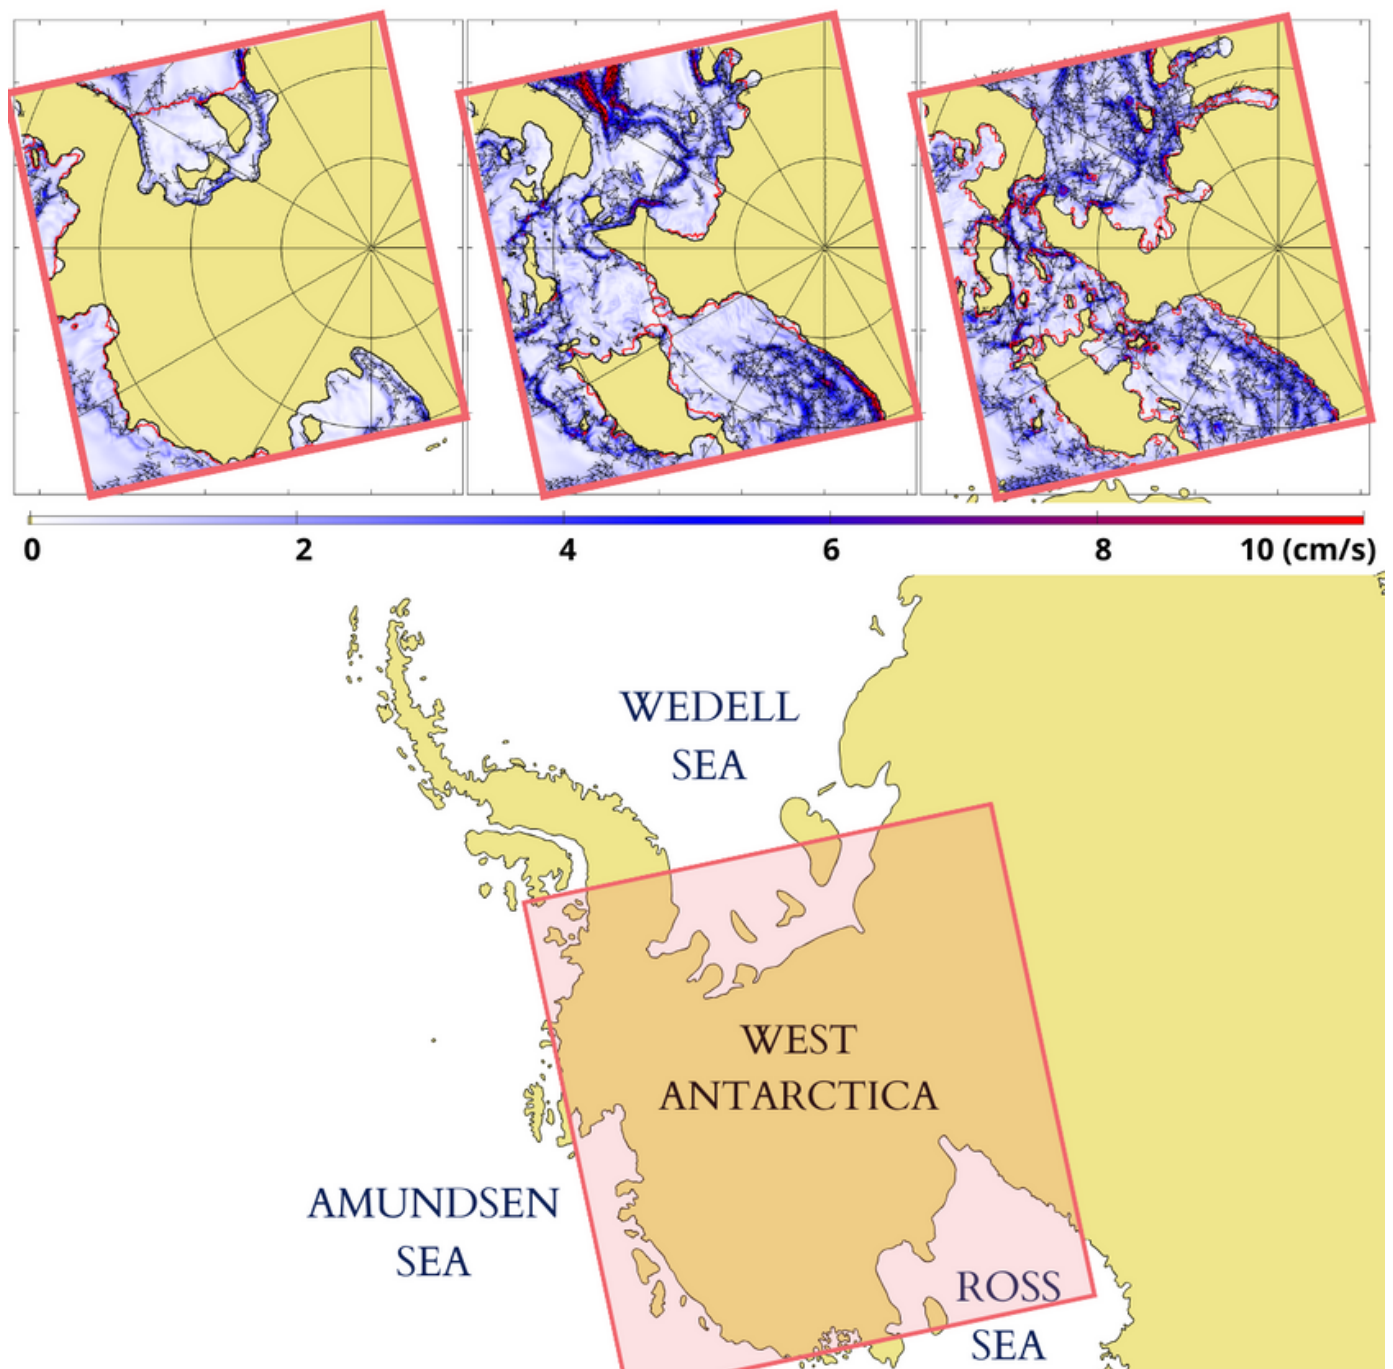 0 2 4 6 8 10 (cm/s)
WEDELL
SEA
WEST
ANTARCTICA
AMUNDSEN
SEA
ROSS
SEA